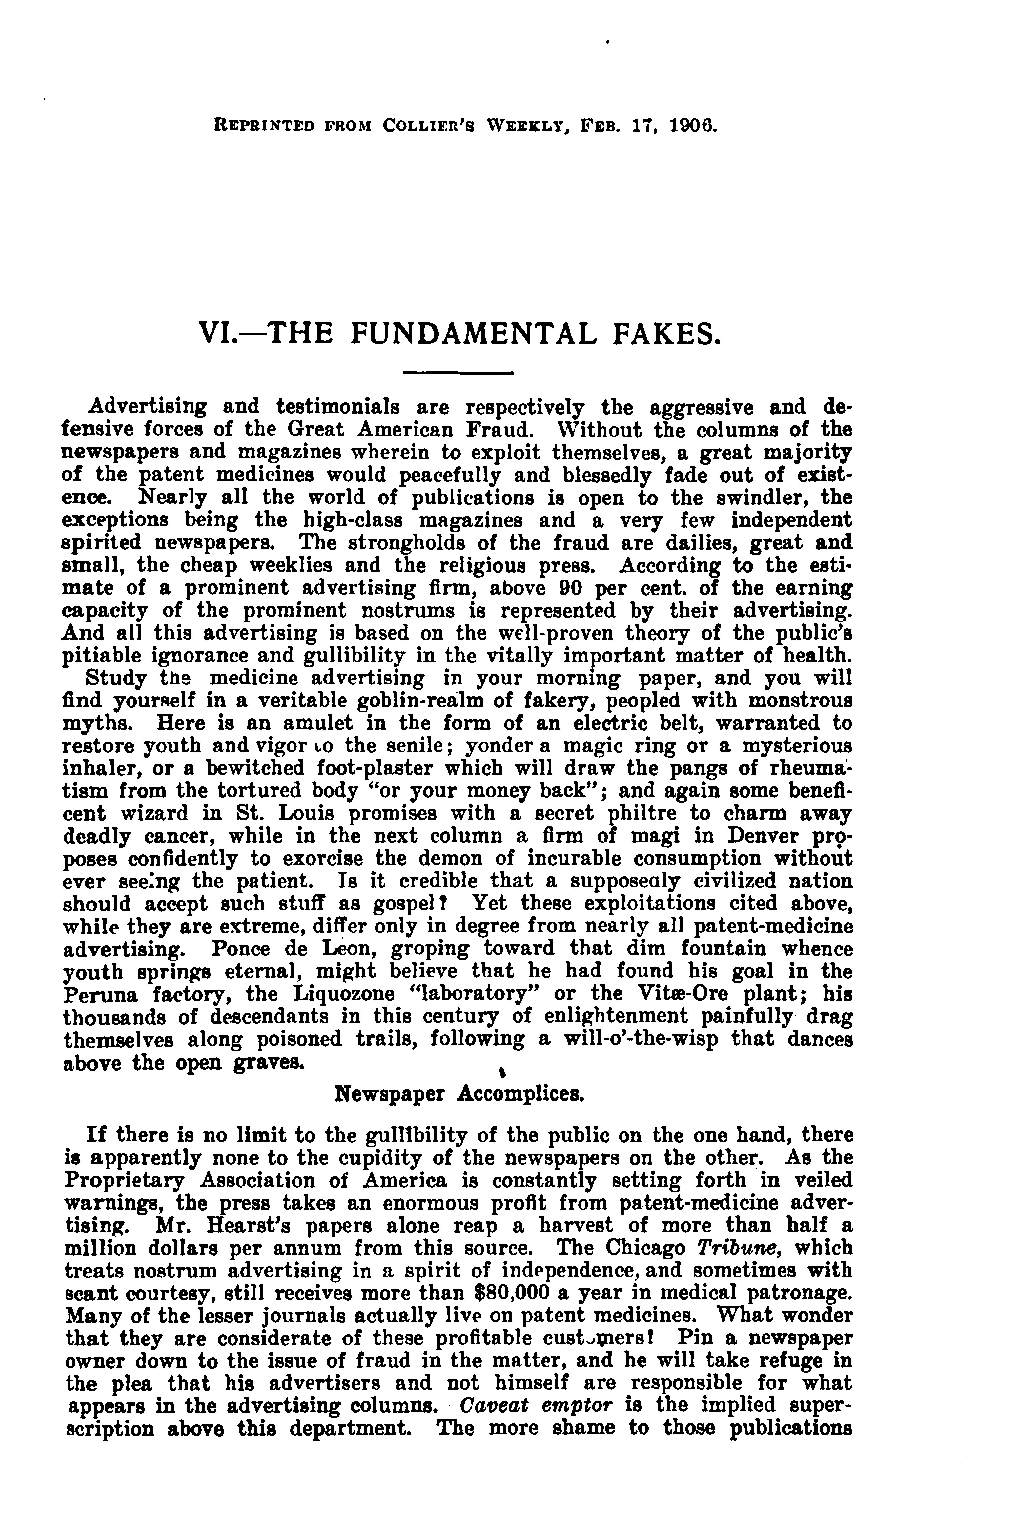 REPRINTED FROM COLLIER'S WEEKLY, FEB. 17, 1906.
VI.—THE FUNDAMENTAL FAKES.
Advertising and testimonials are respectively the aggressive and de-
fensive forces of the Great American Fraud. Without the columns of the
newspapers and magazines wherein to exploit themselves, a great majority
of the patent medicines would peacefully and blessedly fade out of exist-
ence. Nearly all the world of publications is open to the swindler, the
exceptions being the high-class magazines and a very few independent
spirited newspapers. The strongholds of the fraud are dailies, great and
small, the cheap weeklies and the religious press. According to the esti-
mate of a prominent advertising firm, above 90 per cent. of the earning
capacity of the prominent nostrums is represented by their advertising.
And all this advertising is based on the well-proven theory of the public's
pitiable ignorance and gullibility in the vitally important matter of health.
Study the medicine advertising in your morning paper, and you will
find yourself in a veritable goblin-realm of fakery, peopled with monstrous
myths. Here is an amulet in the form of an electric belt, warranted to
restore youth and vigor to the senile; yonder a magic ring or a mysterious
inhaler, or a bewitched foot-plaster which will draw the pangs of rheuma-
tism from the tortured body "or your money back"; and again some benefi-
cent wizard in St. Louis promises with a secret philtre to charm away
deadly cancer, while in the next column a firm of magi in Denver pro-
poses confidently to exorcise the demon of incurable consumption without
ever seeing the patient. Is it credible that a supposedly civilized nation
should accept such stuff as gospel? Yet these exploitations cited above,
while they are extreme, differ only in degree from nearly all patent-medicine
advertising. Ponce de Leon, groping toward that dim fountain whence
youth springs eternal, might believe that he had found his goal in the
Peruna factory, the Liquozone "laboratory" or the Vitæ-Ore plant; his
thousands of descendants in this century of enlightenment painfully drag
themselves along poisoned trails, following a will-o'-the-wisp that dances
above the open graves.
Newspaper Accomplices.
If there is no limit to the gullibility of the public on the one hand, there
is apparently none to the cupidity of the newspapers on the other. As the
Proprietary Association of America is constantly setting forth in veiled
warnings, the press takes an enormous profit from patent-medicine adver-
tising. Mr. Hearst's papers alone reap a harvest of more than half a
million dollars per annum from this source. The Chicago Tribune, which
treats nostrum advertising in a spirit of independence, and sometimes with
scant courtesy, still receives more than $80,000 a year in medical patronage.
Many of the lesser journals actually live on patent medicines. What wonder
that they are considerate of these profitable customers! Pin a newspaper
owner down to the issue of fraud in the matter, and he will take refuge in
the plea that his advertisers and not himself are responsible for what
appears in the advertising columns. Caveat emptor is the implied super-
scription above this department. The more shame to those publications